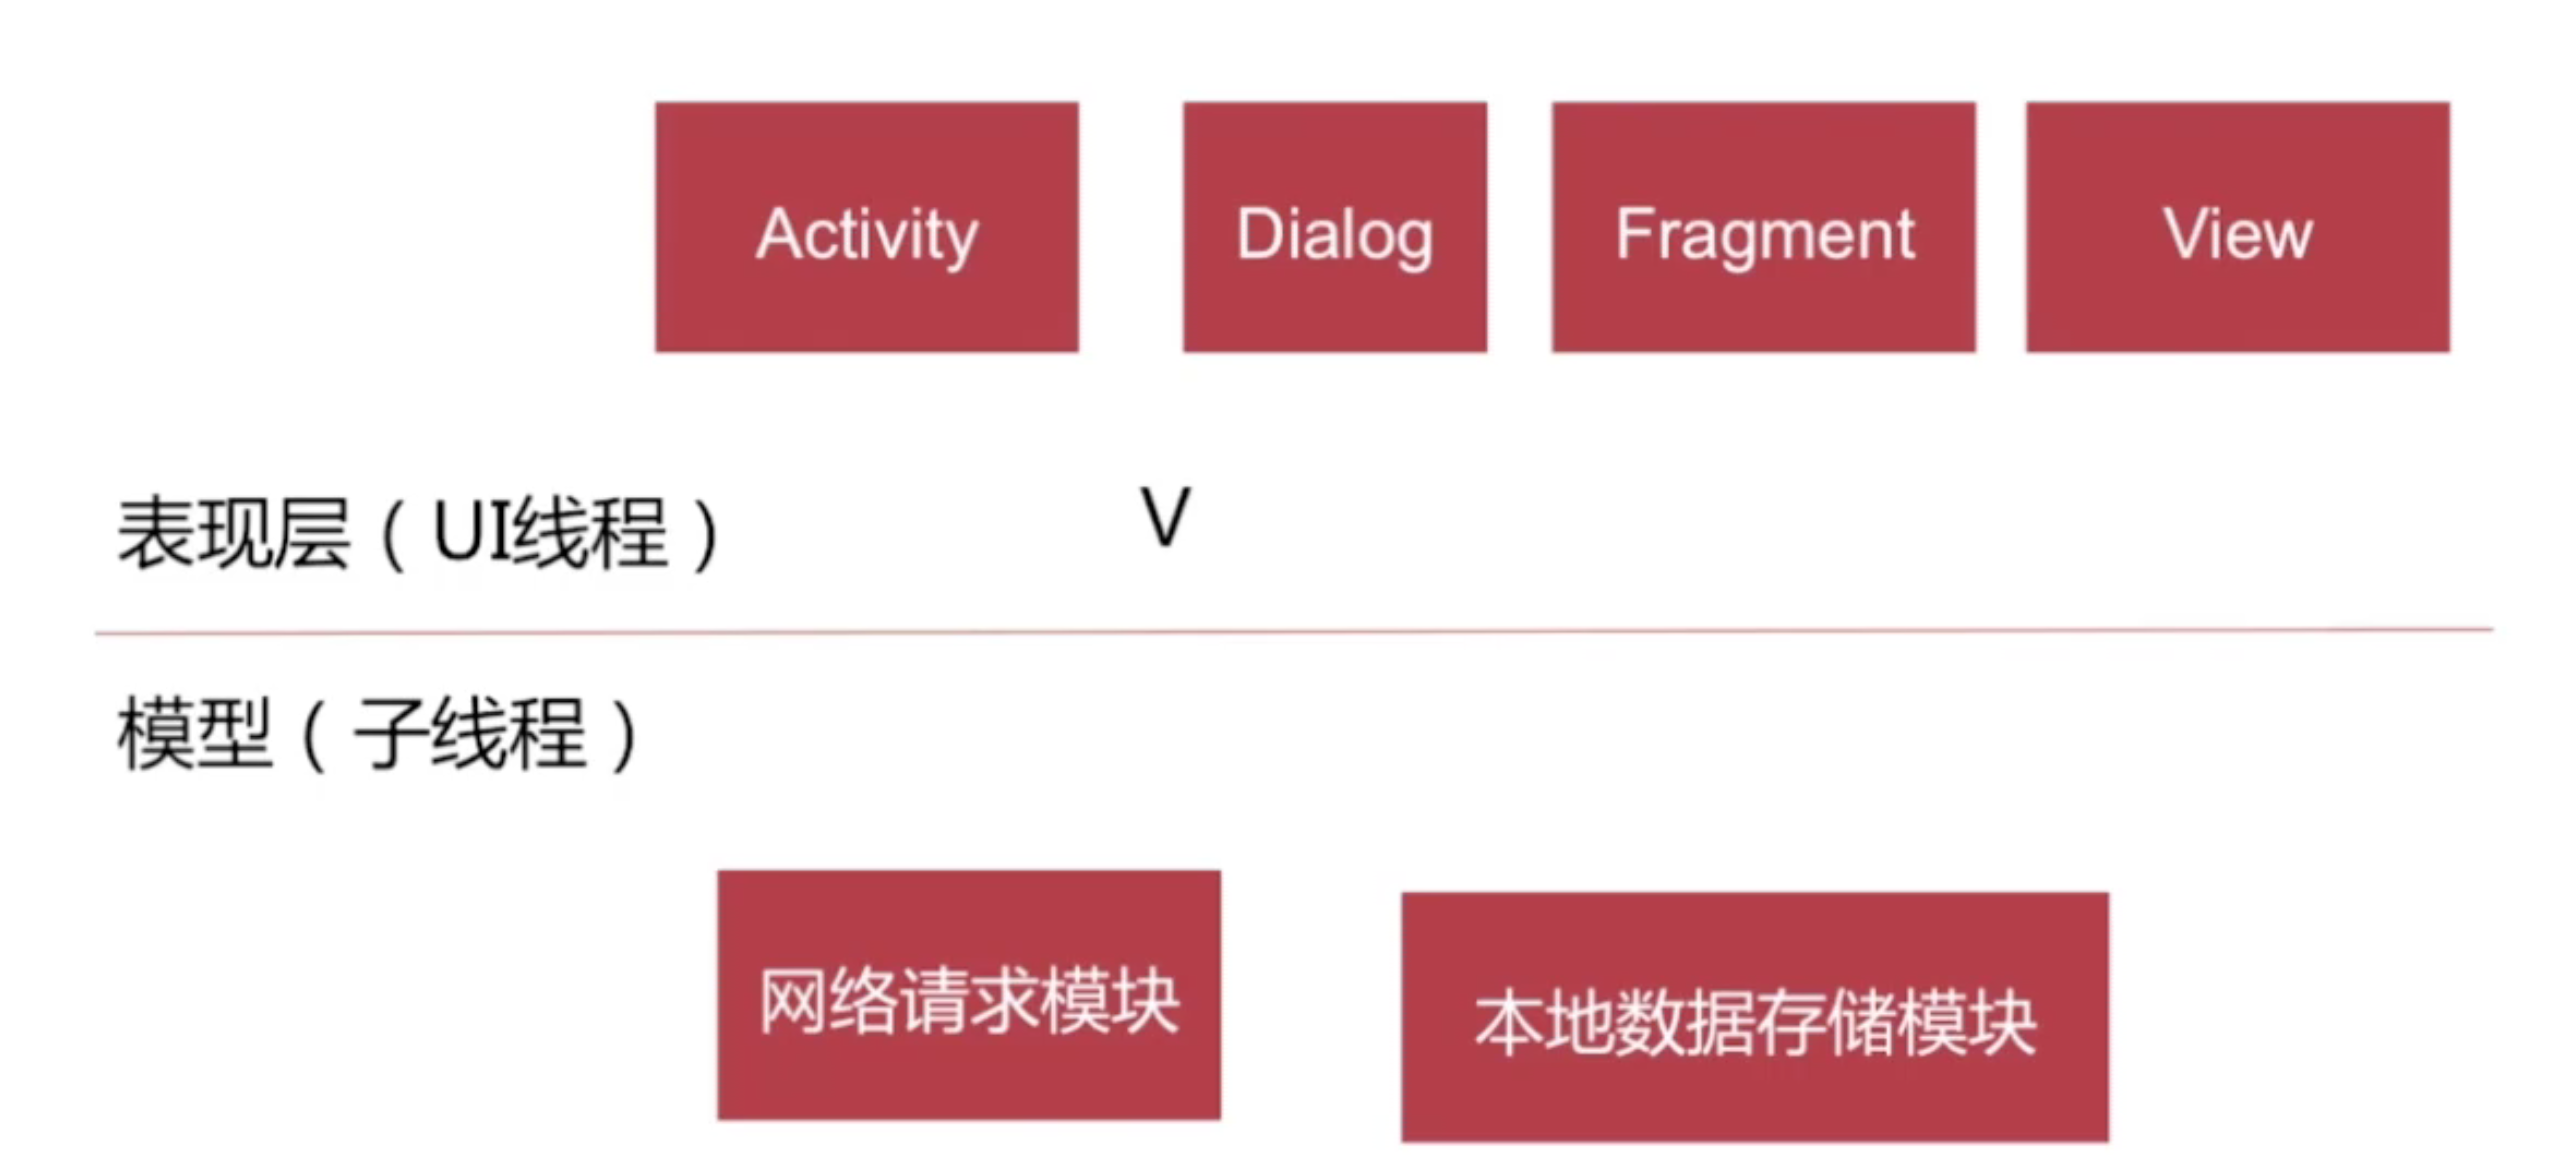 Activity
Dialog
Fragment
View
表现层（UI线程）
V
模型（子线程）
网络请求模块
本地数据存储模块